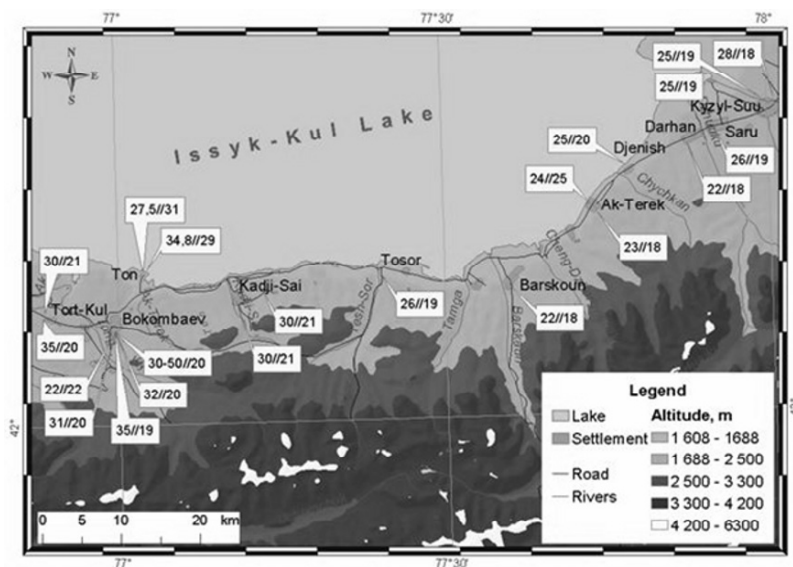 77°
77° 30'
78°
N
W E
S
Issyk-Kul Lake
25//19
28//18
25//19
Kyzyl-Suu
Darhan
Saru
25//20
Djenish
26//19
Chychkan
22//18
24//25
Ak-Terek
23//18
27,5//31
34,8//29
30//21
Ton
Tosor
Kadji-Sai
Tort-Kul
Bokombaev
26//19
Barskoun
Tamga
22//18
30//21
35//20
30-50//20
30//21
22//22
32//20
31//20
35//19
42°
Legend
Lake
Settlement
Road
Rivers
Altitude, m
1 608 - 1688
1 688 - 2 500
2 500 - 3 300
3 300 - 4 200
4 200 - 6300
0 5 10 20 km
77°
77° 30'